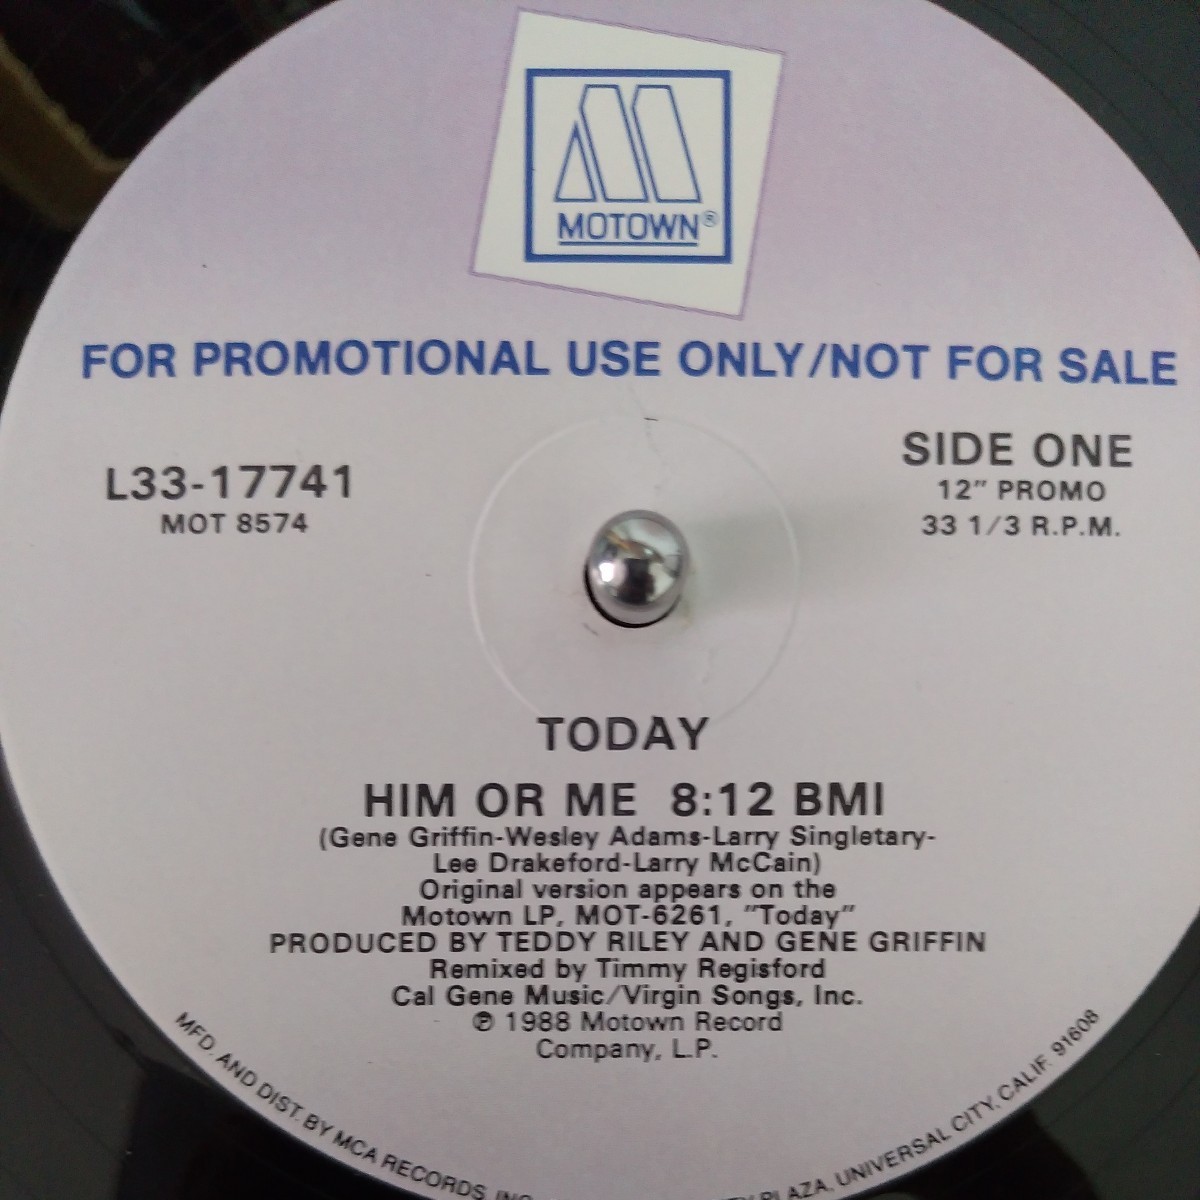 MOTOWN®
FOR PROMOTIONAL USE ONLY/NOT FOR SALE
L33-17741
MOT 8574
SIDE ONE
12" PROMO
33 1/3 R.P.M.
TODAY
HIM OR ME 8:12 BMI
(Gene Griffin-Wesley Adams-Larry Singletary-
Lee Drakeford-Larry McCain)
Original version appears on the
Motown LP, MOT-6261, "Today"
PRODUCED BY TEDDY RILEY AND GENE GRIFFIN
Remixed by Timmy Regisford
Cal Gene Music/Virgin Songs, Inc.
℗ 1988 Motown Record
Company, L.P.
MFD. AND DIST. BY MCA RECORDS, INC. PLAZA, UNIVERSAL CITY, CALIF. 91608